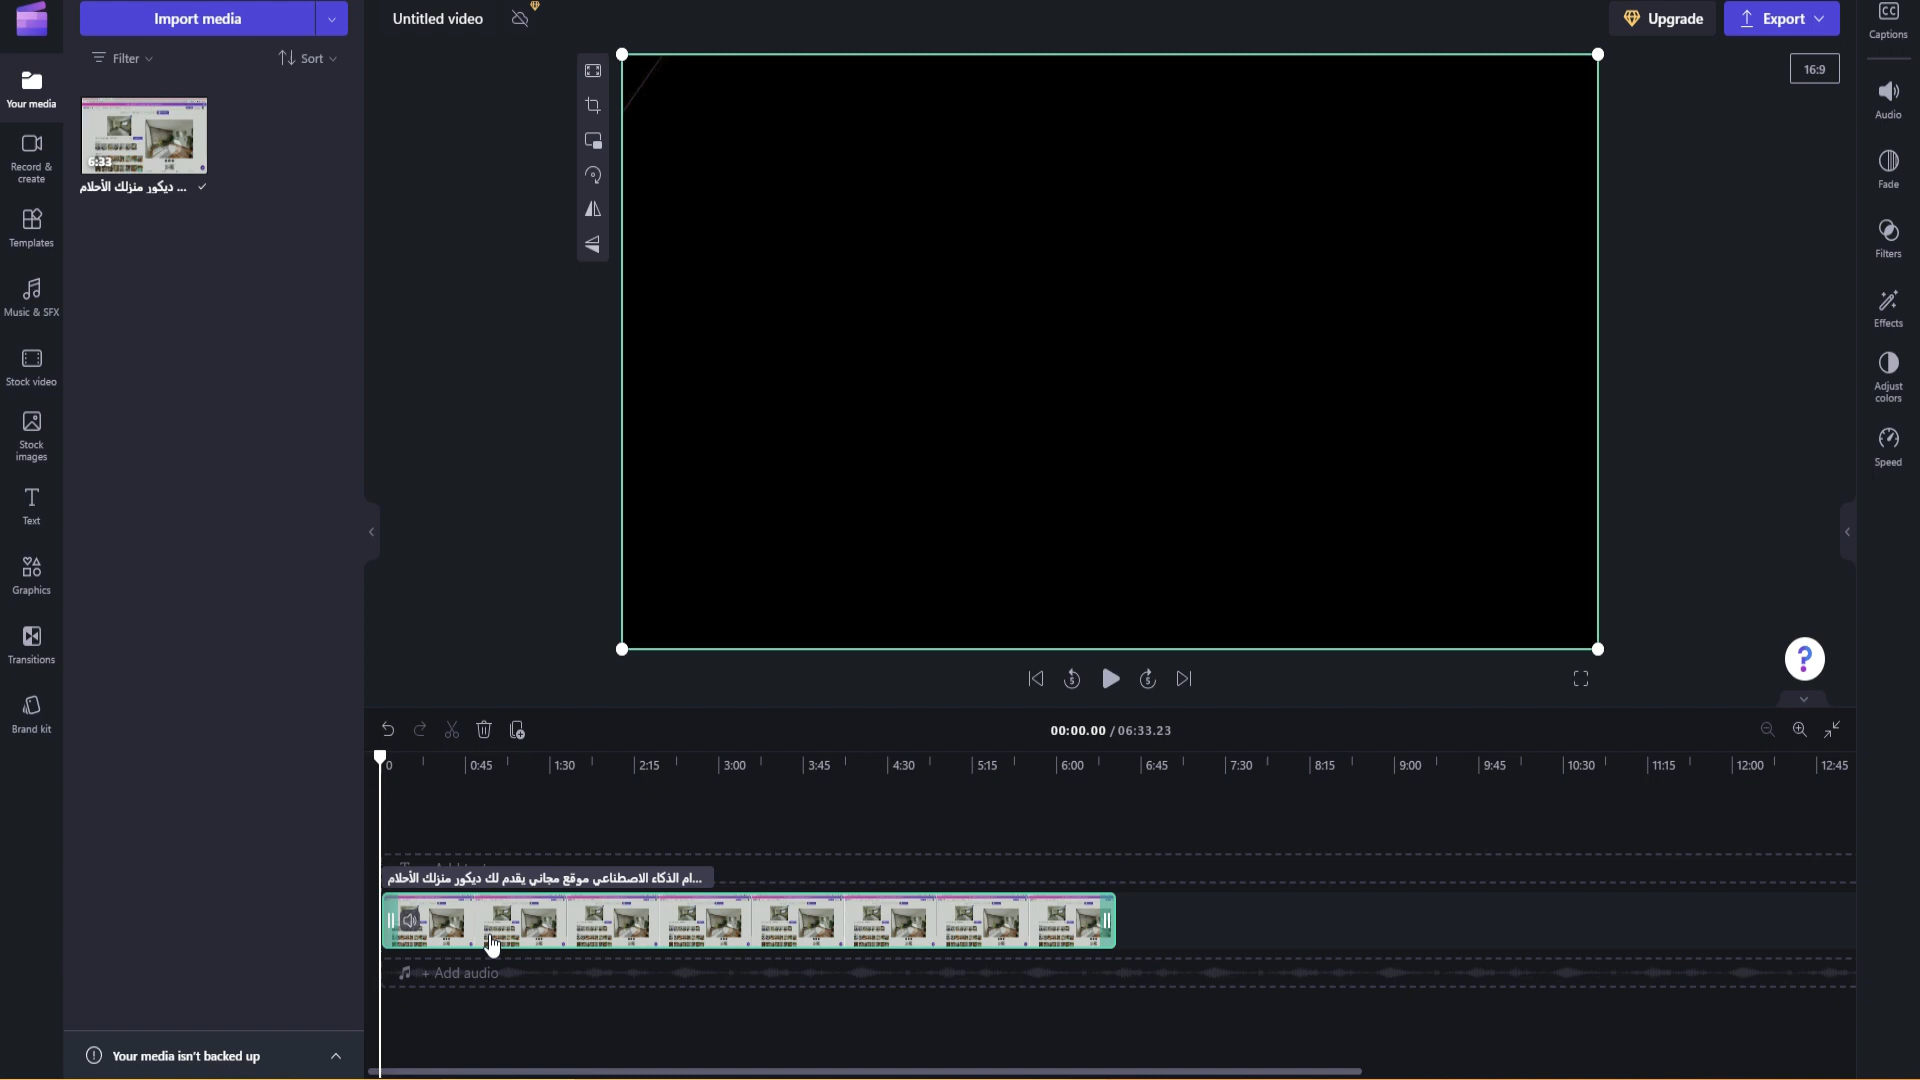 Import media
Untitled video
Upgrade
Export
Captions
Filter
Sort
16:9
Your media
6:33
ديكور منزلك الأحلام ...
Record & create
Templates
Music & SFX
Stock video
Stock images
Text
Graphics
Transitions
Brand kit
Audio
Fade
Filters
Effects
Adjust colors
Speed
5
5
?
00:00.00 / 06:33.23
0 0:45 1:30 2:15 3:00 3:45 4:30 5:15 6:00 6:45 7:30 8:15 9:00 9:45 10:30 11:15 12:00 12:45
ام الذكاء الاصطناعي موقع مجاني يقدم لك ديكور منزلك الأحلام...
+ Add audio
Your media isn't backed up